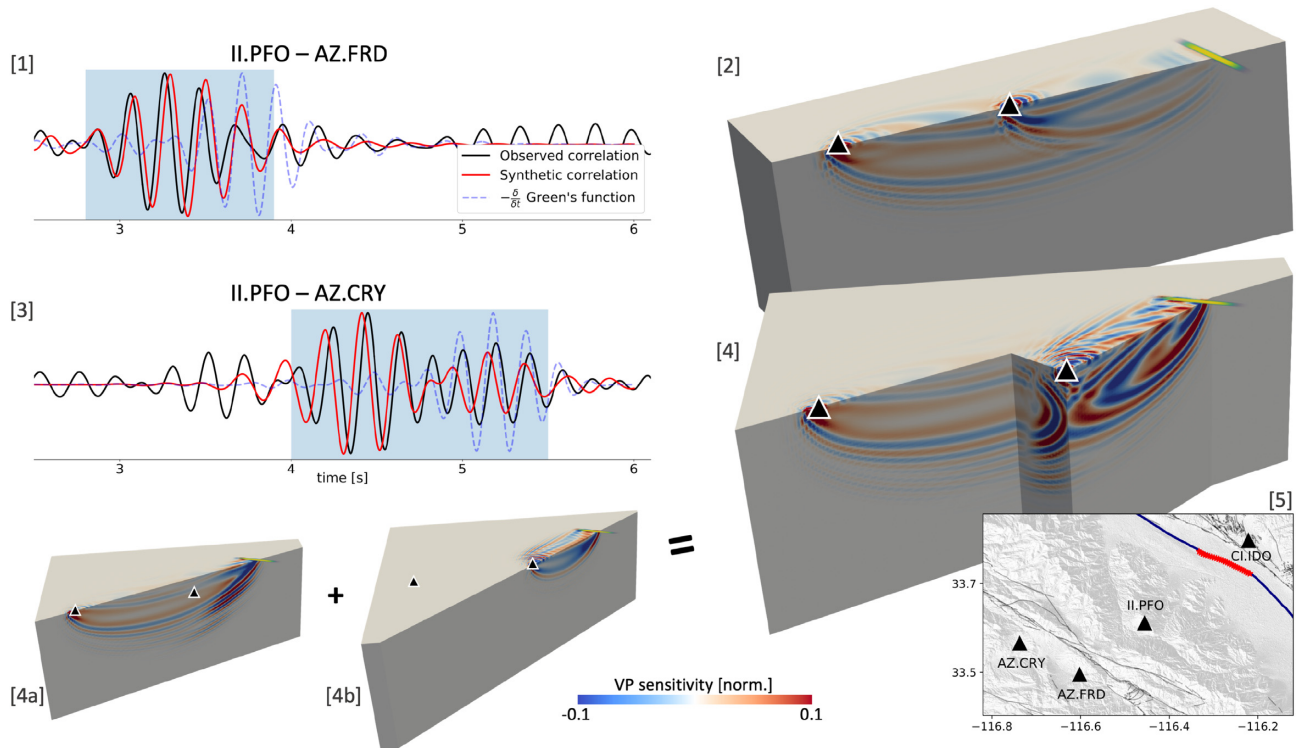 II.PFO – AZ.FRD
[1]
Observed correlation
Synthetic correlation
-δ/δt Green's function
3
4
5
6
[2]
II.PFO – AZ.CRY
[3]
3
4
5
6
time [s]
[4]
[4a]
+
[4b]
=
VP sensitivity [norm.]
-0.1
0.1
[5]
CI.IDO
33.7
II.PFO
AZ.CRY
33.5
AZ.FRD
-116.8
-116.6
-116.4
-116.2